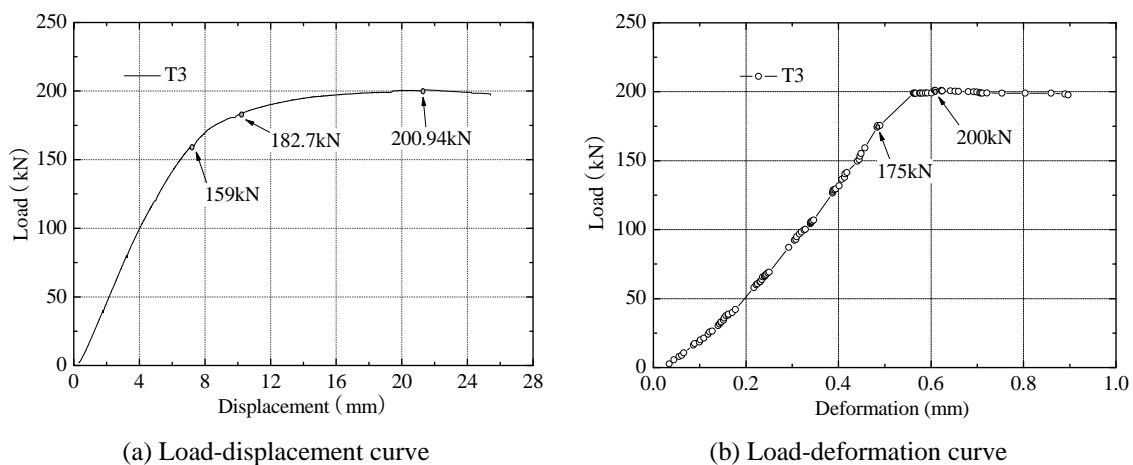 250
200
150
100
50
0
Load ( kN)
T3
182.7kN
200.94kN
159kN
0 4 8 12 16 20 24 28
Displacement ( mm)
(a) Load-displacement curve
250
200
150
100
50
0
Load ( kN)
T3
200kN
175kN
0.0 0.2 0.4 0.6 0.8 1.0
Deformation (mm)
(b) Load-deformation curve